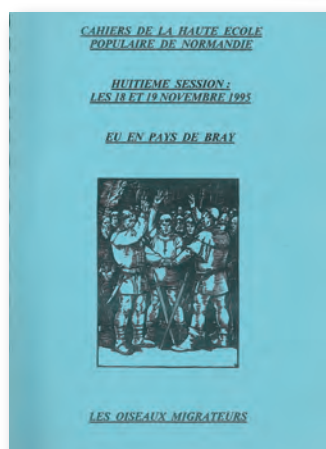 CAHIERS DE LA HAUTE ECOLE
POPULAIRE DE NORMANDIE
HUITIEME SESSION :
LES 18 ET 19 NOVEMBRE 1995
EU EN PAYS DE BRAY
LES OISEAUX MIGRATEURS